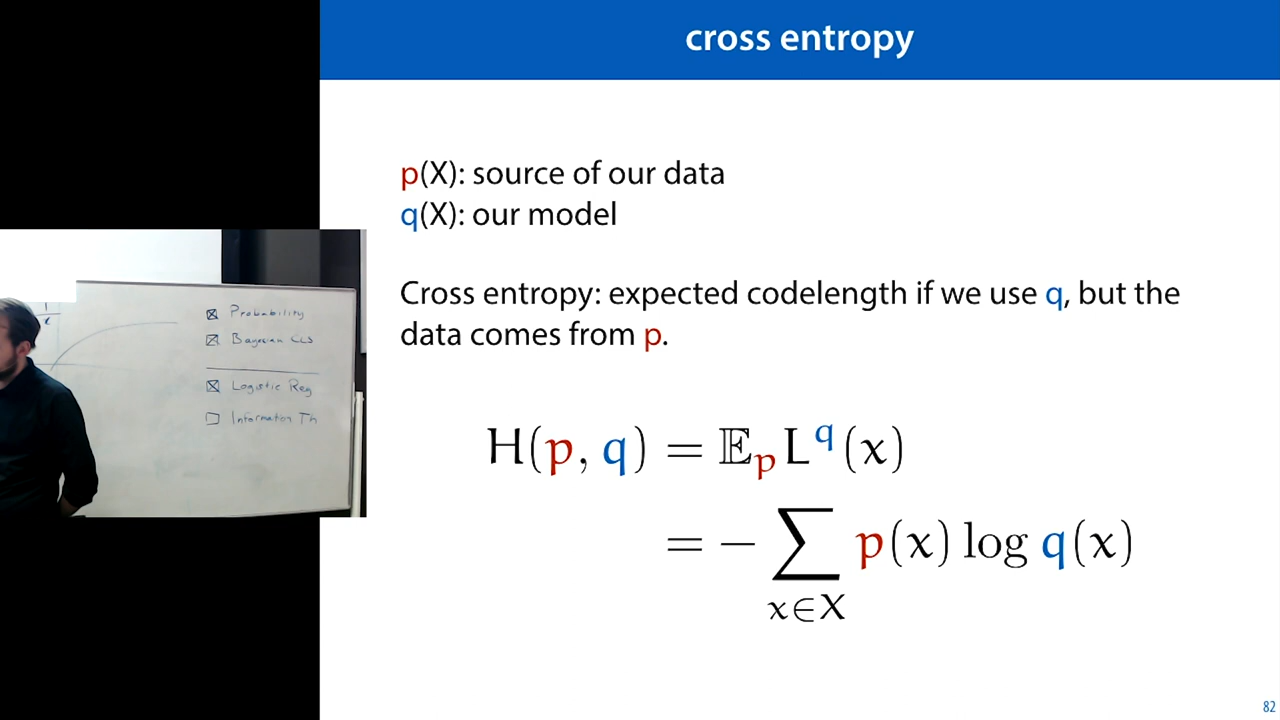 cross entropy
p(X): source of our data
q(X): our model
Cross entropy: expected codelength if we use q, but the
data comes from p.
H(p, q) = 𝔼ₚ L^q(x)
= − ∑ p(x) log q(x)
x∈X
1
x
Probability
Bayesian CLS
Logistic Reg
Information Th
82